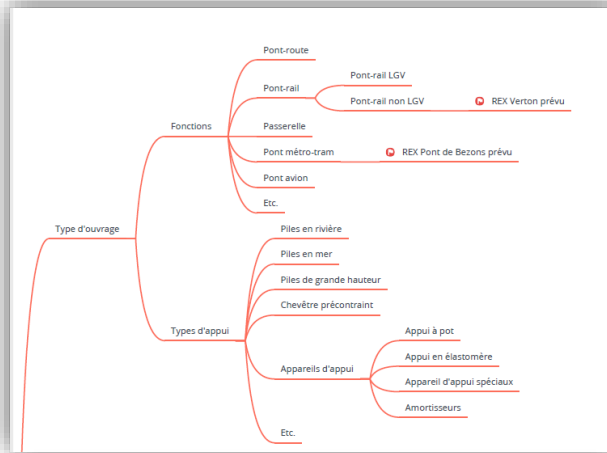 Pont-route
Pont-rail LGV
Pont-rail
Pont-rail non LGV
REX Verton prévu
Fonctions
Passerelle
Pont métro-tram
REX Pont de Bezons prévu
Pont avion
Etc.
Type d'ouvrage
Piles en rivière
Piles en mer
Piles de grande hauteur
Chevêtre précontraint
Types d'appui
Appui à pot
Appui en élastomère
Appareils d'appui
Appareil d'appui spéciaux
Amortisseurs
Etc.